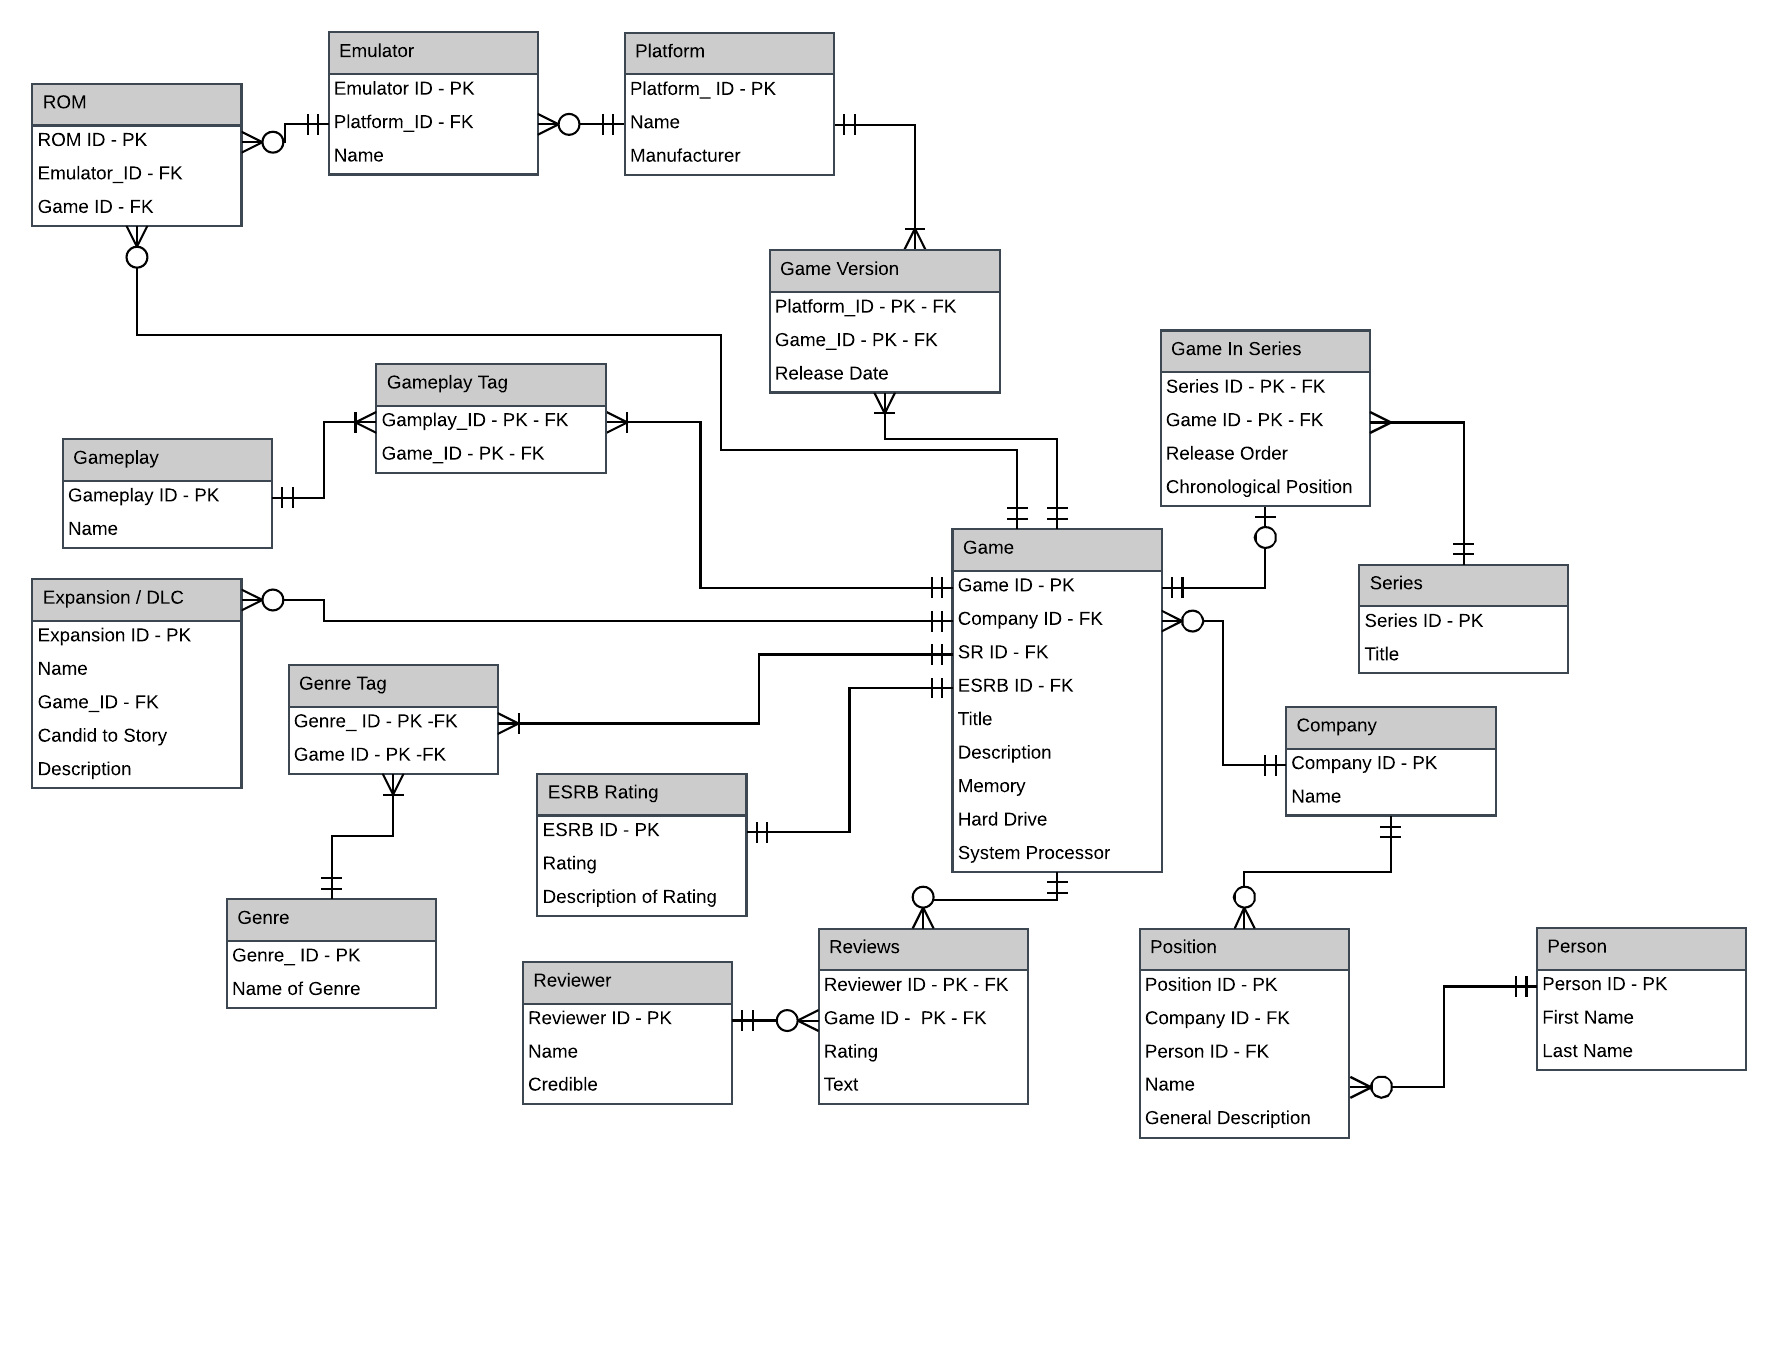 Emulator
Emulator ID - PK
Platform_ID - FK
Name
Platform
Platform_ ID - PK
Name
Manufacturer
ROM
ROM ID - PK
Emulator_ID - FK
Game ID - FK
Game Version
Platform_ID - PK - FK
Game_ID - PK - FK
Release Date
Game In Series
Series ID - PK - FK
Game ID - PK - FK
Release Order
Chronological Position
Gameplay Tag
Gamplay_ID - PK - FK
Game_ID - PK - FK
Gameplay
Gameplay ID - PK
Name
Game
Game ID - PK
Company ID - FK
SR ID - FK
ESRB ID - FK
Title
Description
Memory
Hard Drive
System Processor
Series
Series ID - PK
Title
Expansion / DLC
Expansion ID - PK
Name
Game_ID - FK
Candid to Story
Description
Genre Tag
Genre_ ID - PK -FK
Game ID - PK -FK
Company
Company ID - PK
Name
ESRB Rating
ESRB ID - PK
Rating
Description of Rating
Genre
Genre_ ID - PK
Name of Genre
Reviewer
Reviewer ID - PK
Name
Credible
Reviews
Reviewer ID - PK - FK
Game ID -  PK - FK
Rating
Text
Position
Position ID - PK
Company ID - FK
Person ID - FK
Name
General Description
Person
Person ID - PK
First Name
Last Name